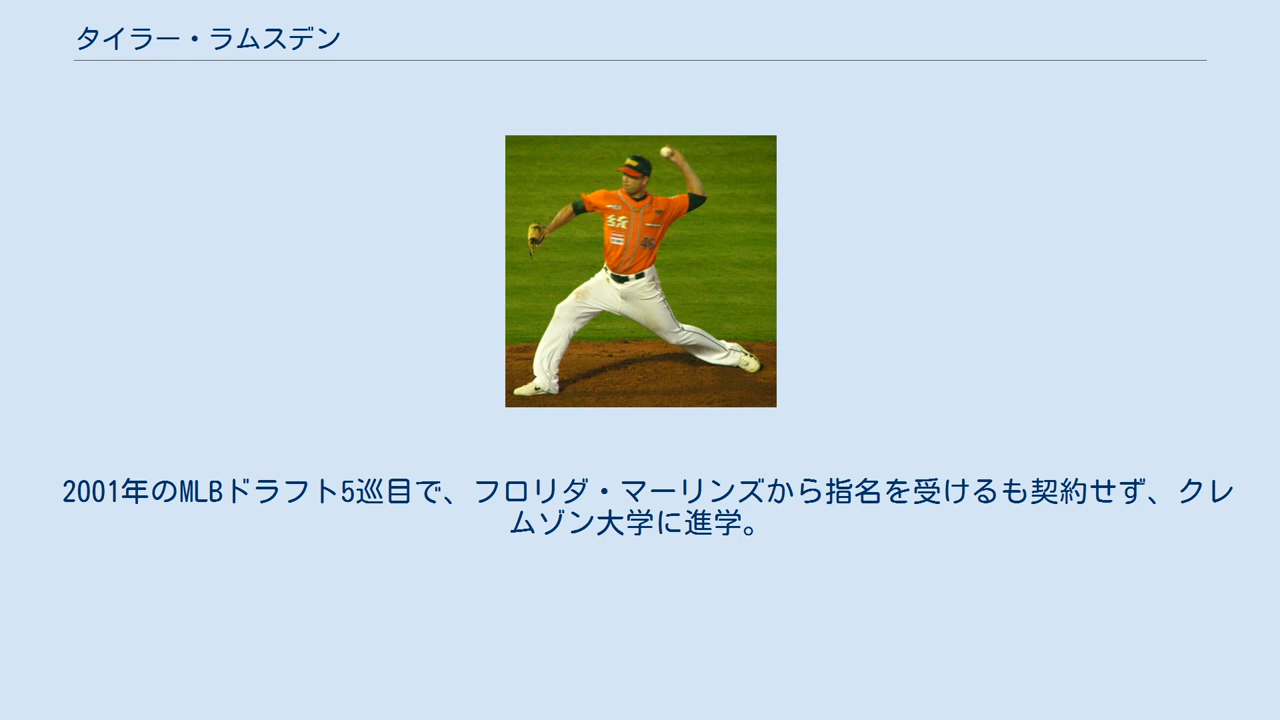 タイラー・ラムスデン
統
46
2001年のMLBドラフト5巡目で、フロリダ・マーリンズから指名を受けるも契約せず、クレ
ムゾン大学に進学。